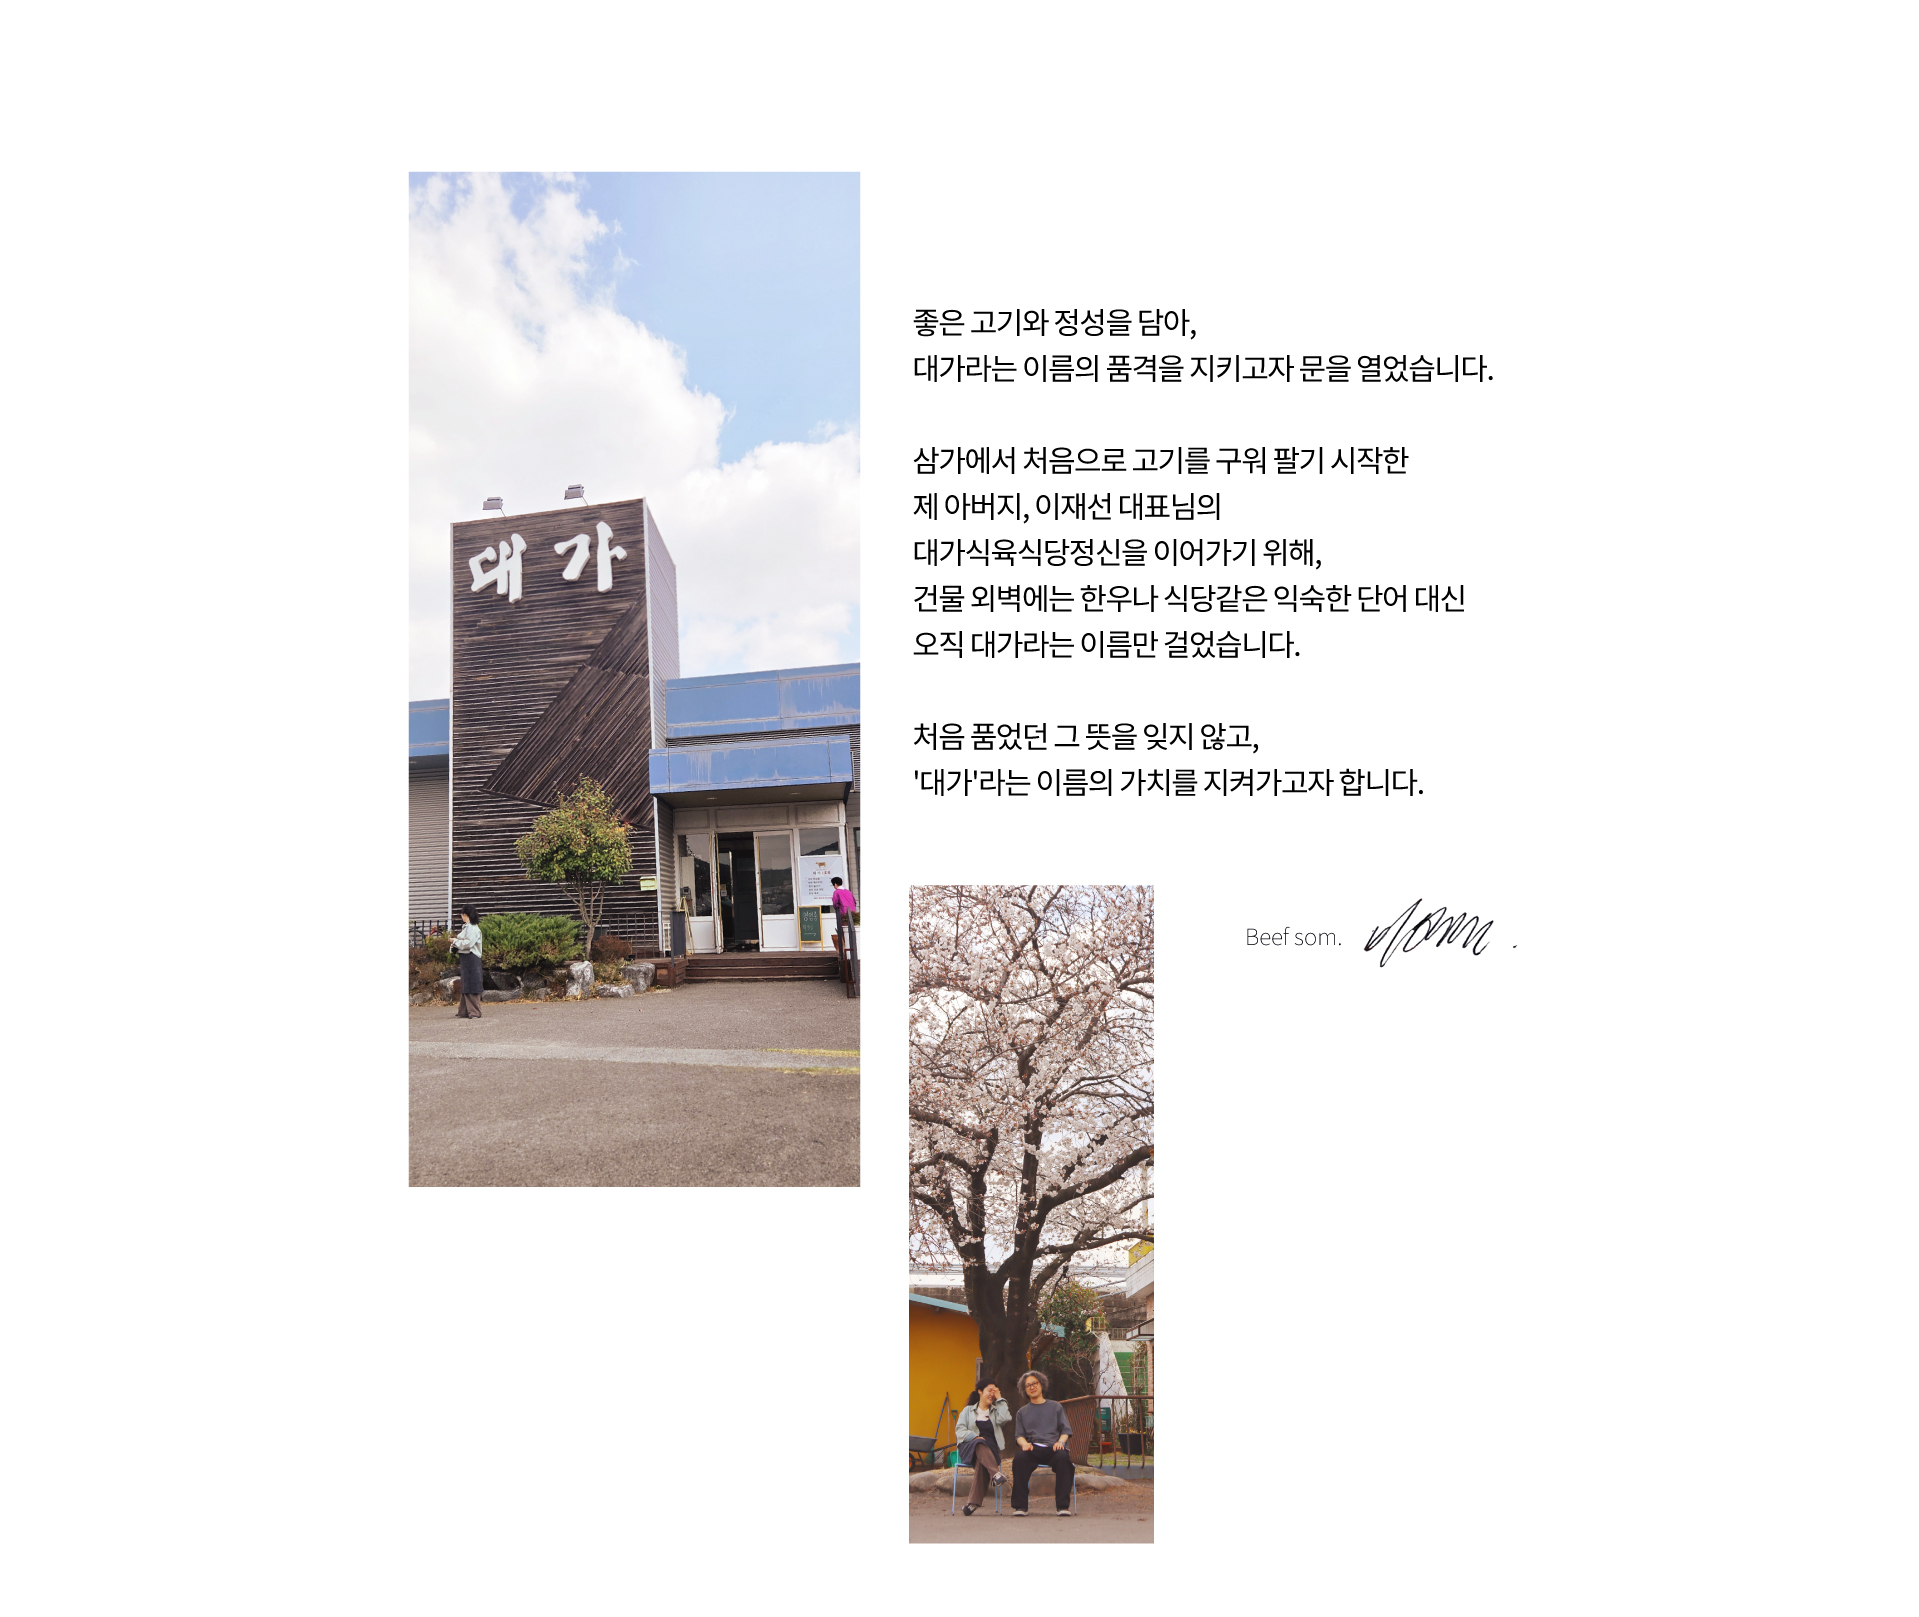 대가
좋은 고기와 정성을 담아,
대가라는 이름의 품격을 지키고자 문을 열었습니다.
삼가에서 처음으로 고기를 구워 팔기 시작한
제 아버지, 이재선 대표님의
대가식육식당정신을 이어가기 위해,
건물 외벽에는 한우나 식당같은 익숙한 단어 대신
오직 대가라는 이름만 걸었습니다.
처음 품었던 그 뜻을 잊지 않고,
'대가'라는 이름의 가치를 지켜가고자 합니다.
Beef som.